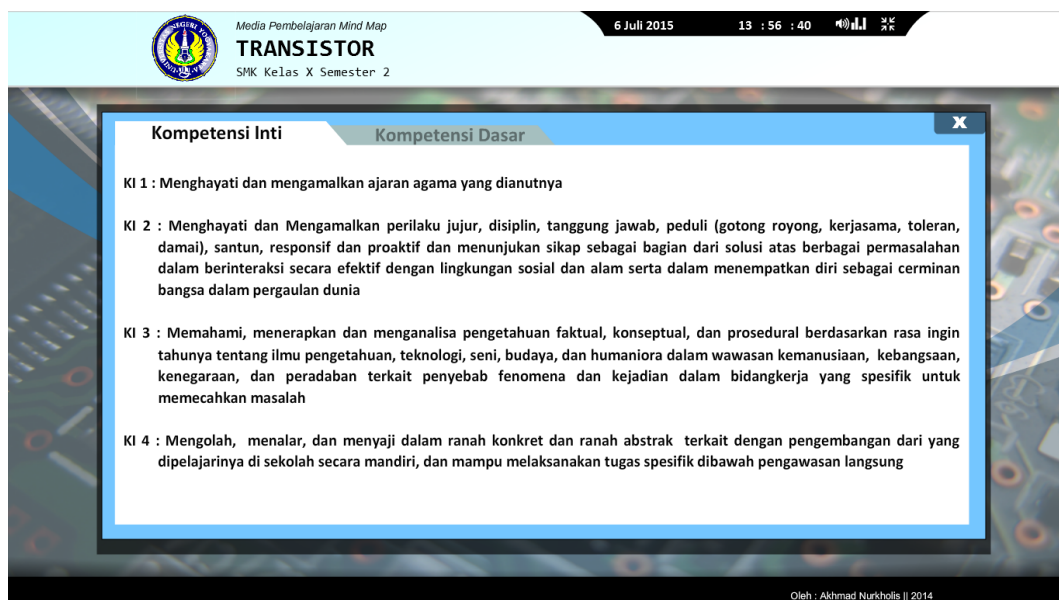 Media Pembelajaran Mind Map
TRANSISTOR
SMK Kelas X Semester 2
6 Juli 2015 13 : 56 : 40
Kompetensi Inti
Kompetensi Dasar
X
KI 1 : Menghayati dan mengamalkan ajaran agama yang dianutnya
KI 2 : Menghayati dan Mengamalkan perilaku jujur, disiplin, tanggung jawab, peduli (gotong royong, kerjasama, toleran,
damai), santun, responsif dan proaktif dan menunjukan sikap sebagai bagian dari solusi atas berbagai permasalahan
dalam berinteraksi secara efektif dengan lingkungan sosial dan alam serta dalam menempatkan diri sebagai cerminan
bangsa dalam pergaulan dunia
KI 3 : Memahami, menerapkan dan menganalisa pengetahuan faktual, konseptual, dan prosedural berdasarkan rasa ingin
tahunya tentang ilmu pengetahuan, teknologi, seni, budaya, dan humaniora dalam wawasan kemanusiaan, kebangsaan,
kenegaraan, dan peradaban terkait penyebab fenomena dan kejadian dalam bidangkerja yang spesifik untuk
memecahkan masalah
KI 4 : Mengolah, menalar, dan menyaji dalam ranah konkret dan ranah abstrak terkait dengan pengembangan dari yang
dipelajarinya di sekolah secara mandiri, dan mampu melaksanakan tugas spesifik dibawah pengawasan langsung
Oleh : Akhmad Nurkholis || 2014